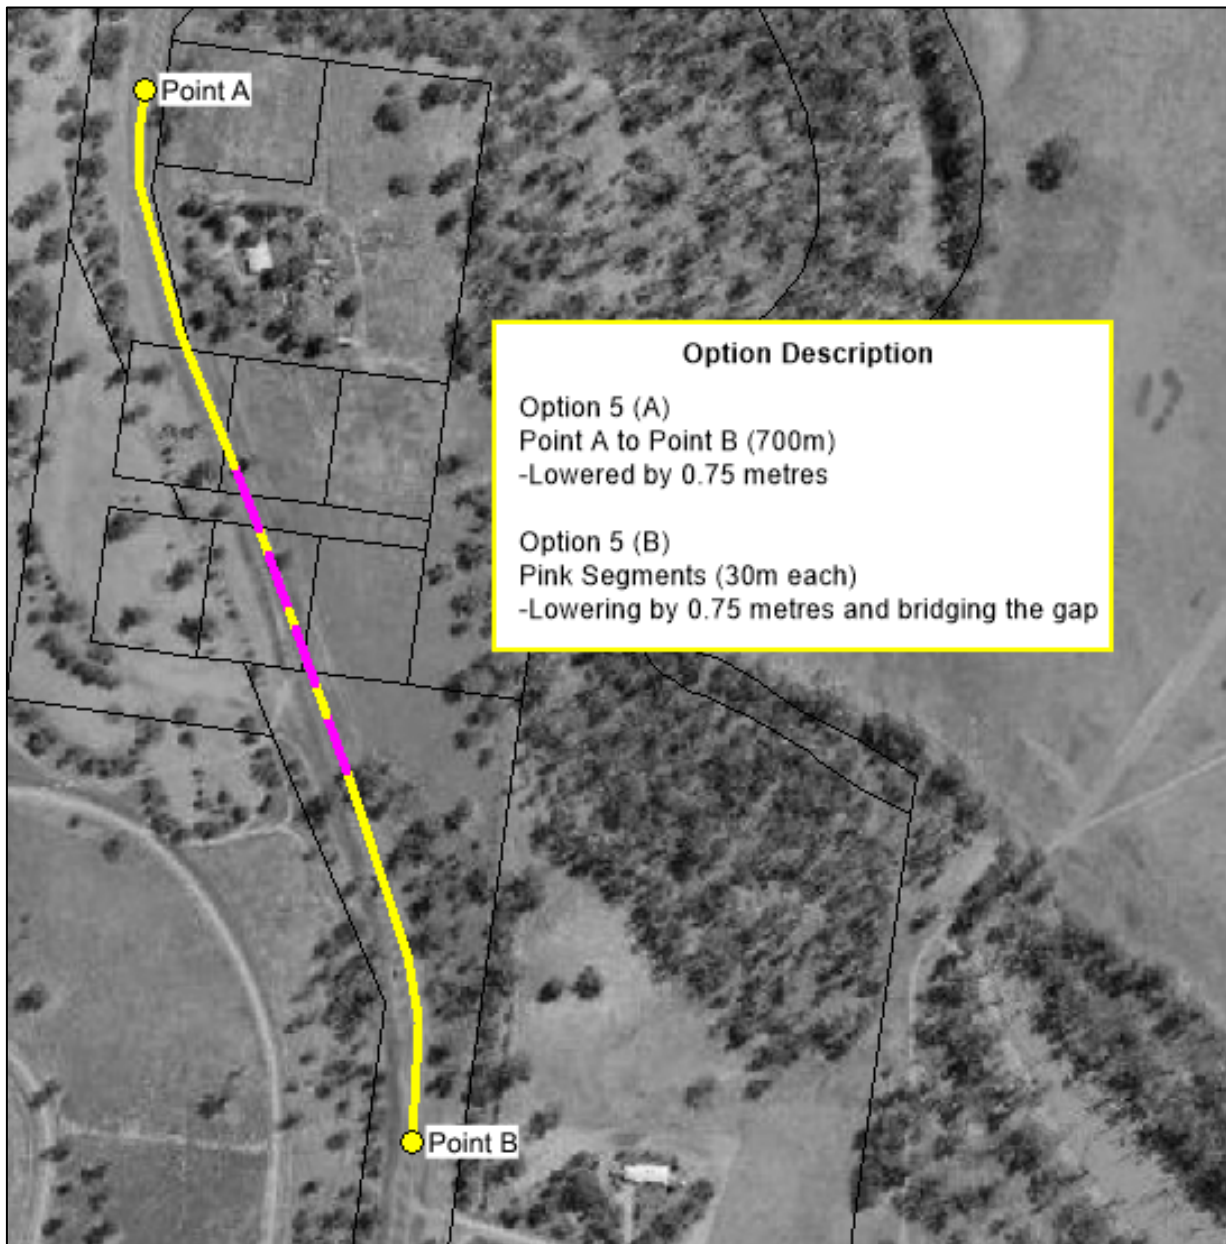 Point A
Option Description
Option 5 (A)
Point A to Point B (700m)
-Lowered by 0.75 metres
Option 5 (B)
Pink Segments (30m each)
-Lowering by 0.75 metres and bridging the gap
Point B